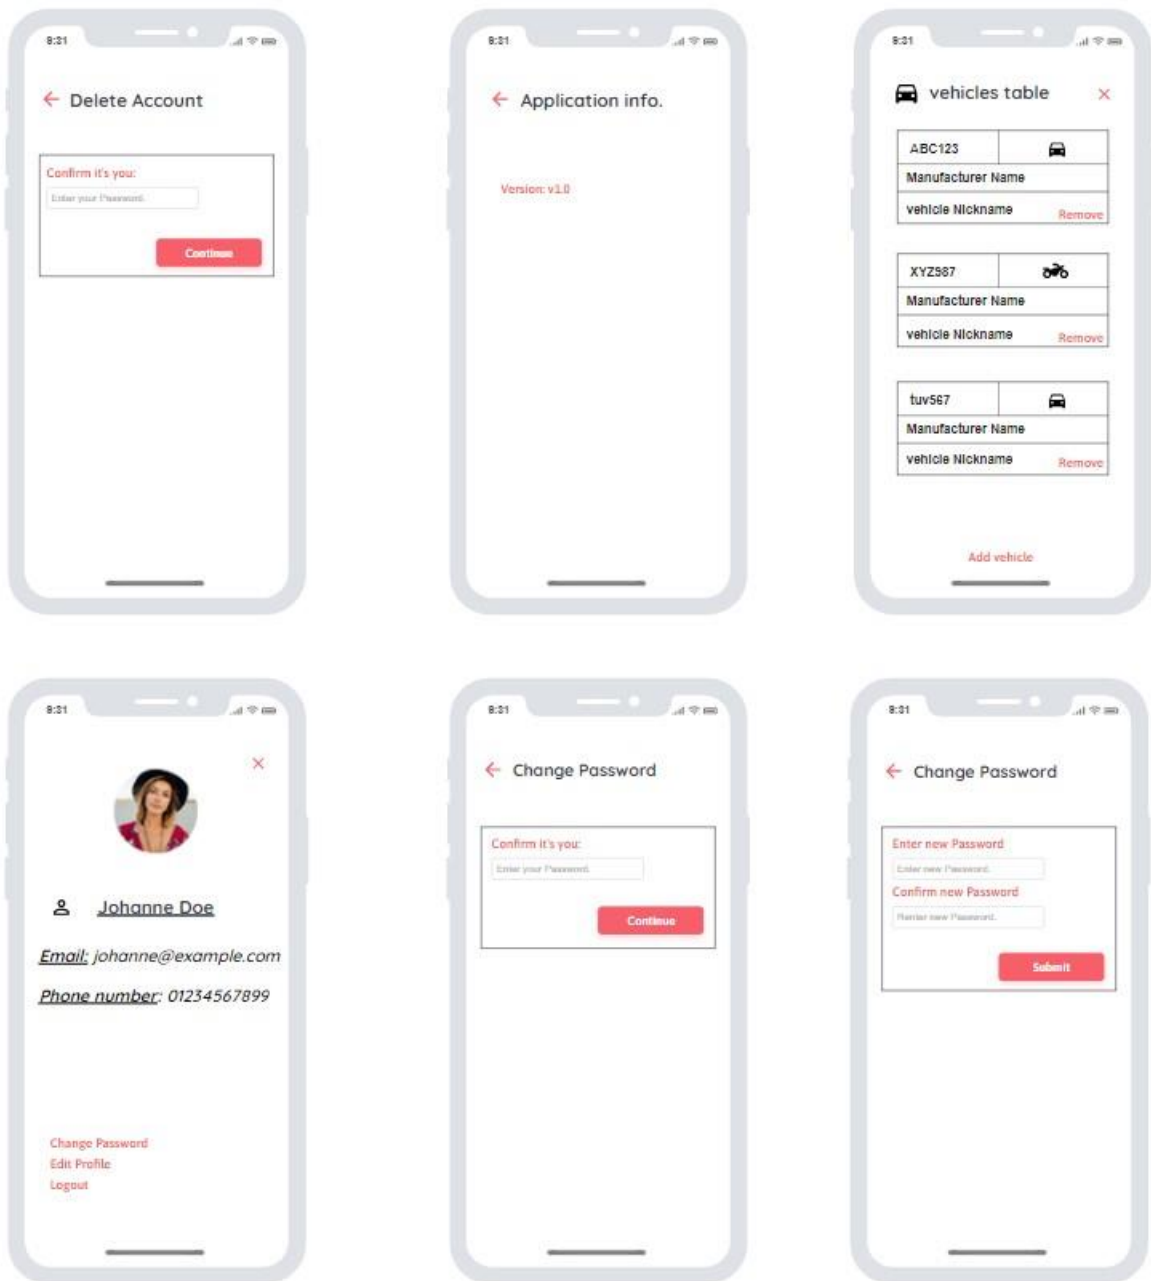 9:31
Delete Account
Confirm it's you:
Enter your Password.
Continue
9:31
Application info.
Version: v1.0
9:31
vehicles table
ABC123
Manufacturer Name
vehicle Nickname
Remove
XYZ987
Manufacturer Name
vehicle Nickname
Remove
tuv567
Manufacturer Name
vehicle Nickname
Remove
Add vehicle
9:31
Johanne Doe
Email: johanne@example.com
Phone number: 01234567899
Change Password
Edit Profile
Logout
9:31
Change Password
Confirm it's you:
Enter your Password.
Continue
9:31
Change Password
Enter new Password
Enter new Password.
Confirm new Password
Renter new Password.
Submit